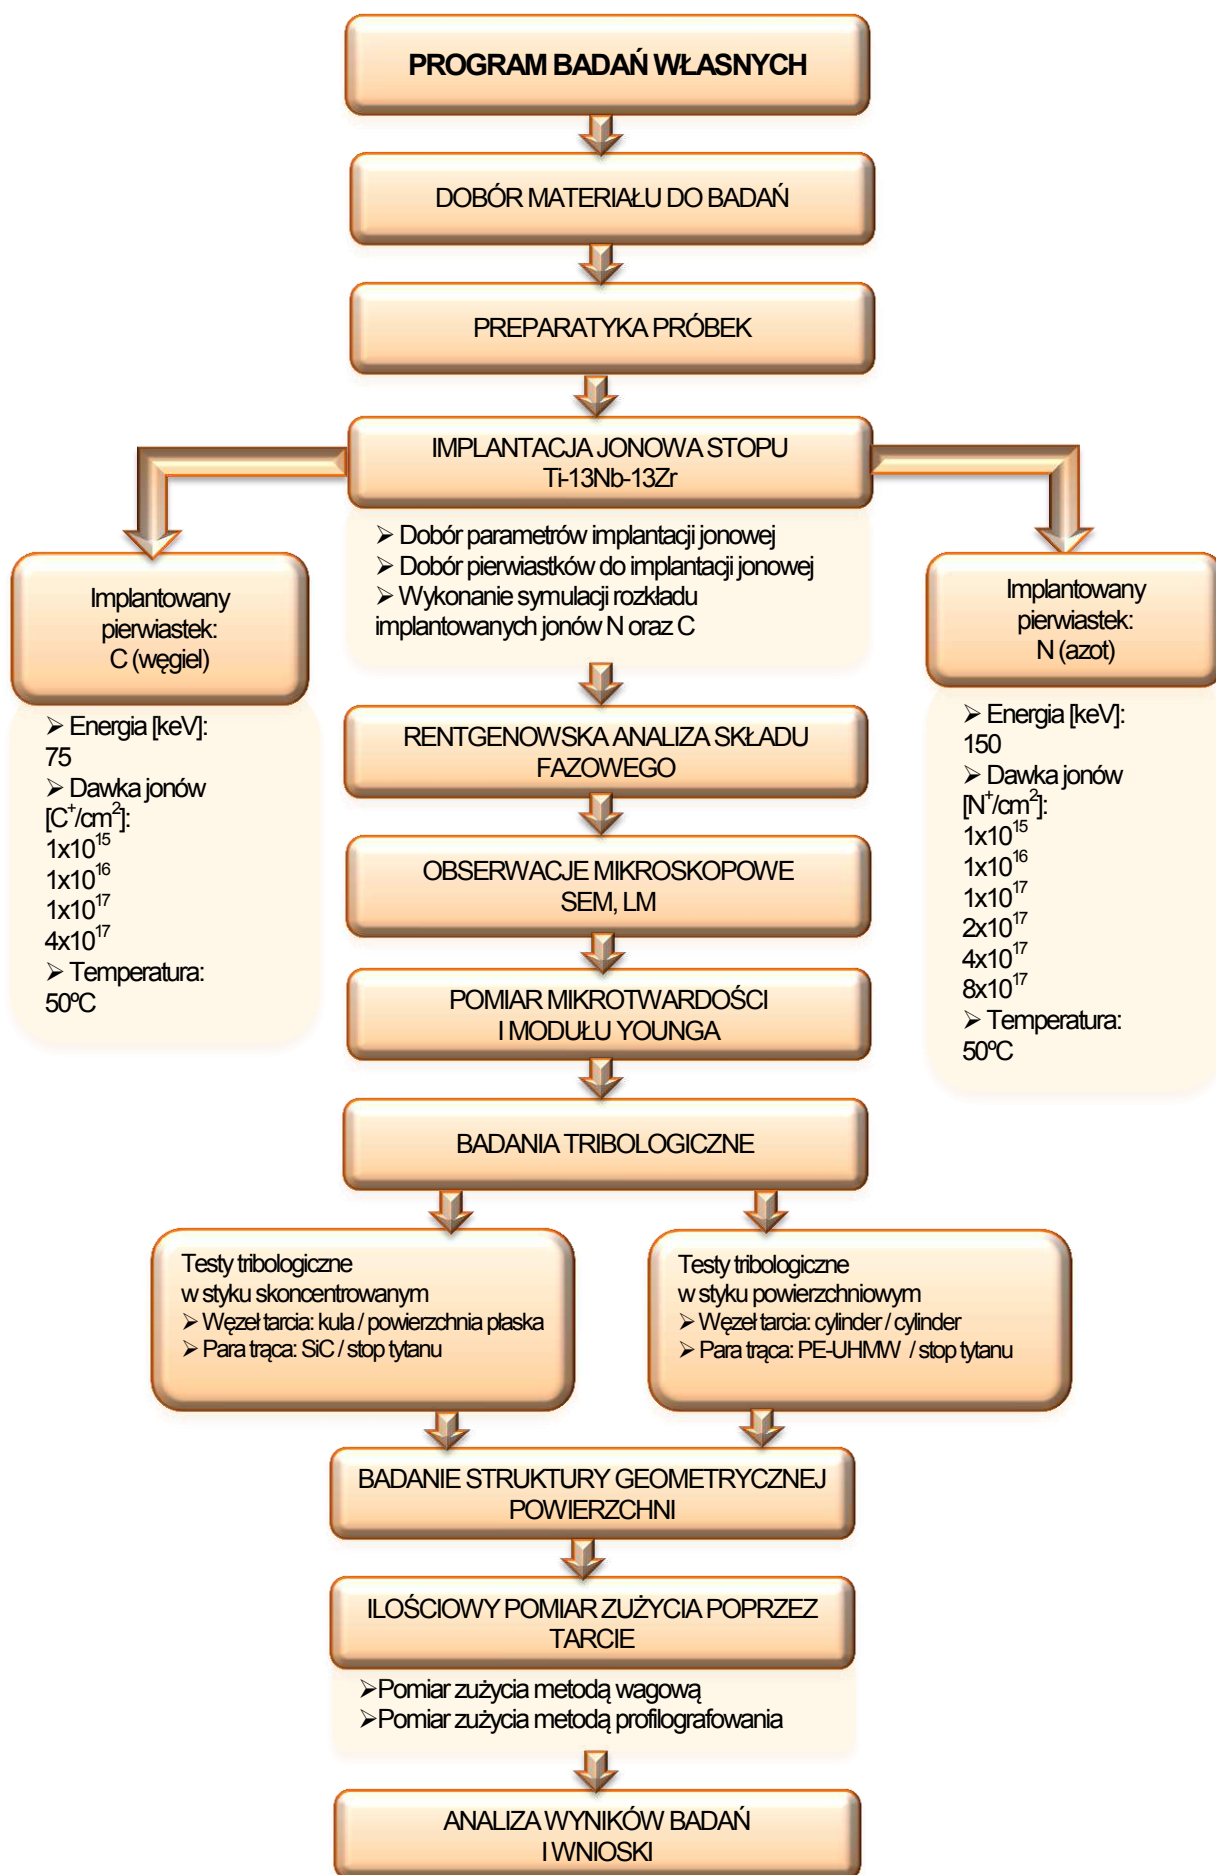 PROGRAM BADAŃ WŁASNYCH
DOBÓR MATERIAŁU DO BADAŃ
PREPARATYKA PRÓBEK
IMPLANTACJA JONOWA STOPU
Ti-13Nb-13Zr
➢ Dobór parametrów implantacji jonowej
➢ Dobór pierwiastków do implantacji jonowej
➢ Wykonanie symulacji rozkładu
implantowanych jonów N oraz C
Implantowany
pierwiastek:
C (węgiel)
➢ Energia [keV]:
75
➢ Dawka jonów
[C⁺/cm²]:
1x10¹⁵
1x10¹⁶
1x10¹⁷
4x10¹⁷
➢ Temperatura:
50ºC
Implantowany
pierwiastek:
N (azot)
➢ Energia [keV]:
150
➢ Dawka jonów
[N⁺/cm²]:
1x10¹⁵
1x10¹⁶
1x10¹⁷
2x10¹⁷
4x10¹⁷
8x10¹⁷
➢ Temperatura:
50ºC
RENTGENOWSKA ANALIZA SKŁADU
FAZOWEGO
OBSERWACJE MIKROSKOPOWE
SEM, LM
POMIAR MIKROTWARDOŚCI
I MODUŁU YOUNGA
BADANIA TRIBOLOGICZNE
Testy tribologiczne
w styku skoncentrowanym
➢ Węzeł tarcia: kula / powierzchnia płaska
➢ Para trąca: SiC / stop tytanu
Testy tribologiczne
w styku powierzchniowym
➢ Węzeł tarcia: cylinder / cylinder
➢ Para trąca: PE-UHMW / stop tytanu
BADANIE STRUKTURY GEOMETRYCZNEJ
POWIERZCHNI
ILOŚCIOWY POMIAR ZUŻYCIA POPRZEZ
TARCIE
➢Pomiar zużycia metodą wagową
➢Pomiar zużycia metodą profilografowania
ANALIZA WYNIKÓW BADAŃ
I WNIOSKI